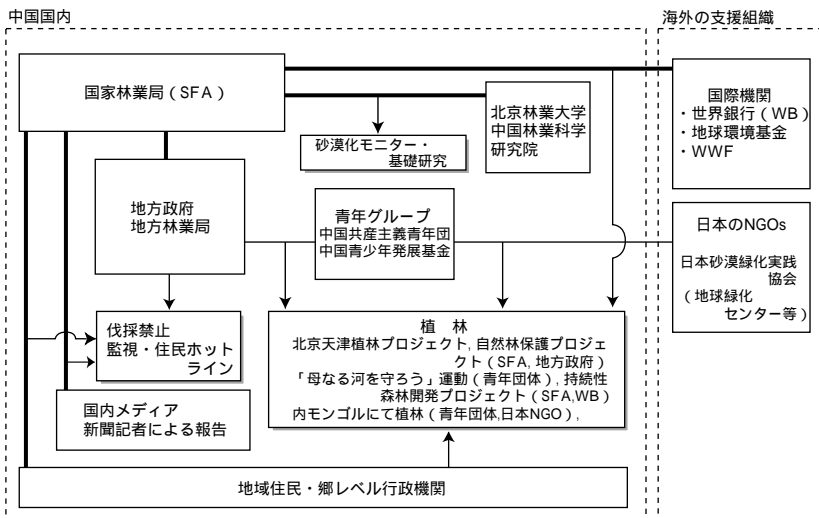 中国国内
海外の支援組織
国家林業局（SFA）
北京林業大学
中国林業科学
研究院
国際機関
・世界銀行（WB）
・地球環境基金
・WWF
砂漠化モニター・
基礎研究
地方政府
地方林業局
青年グループ
中国共産主義青年団
中国青少年発展基金
日本のNGOs
日本砂漠緑化実践
協会
（地球緑化
センター等）
伐採禁止
監視・住民ホット
ライン
植　林
北京天津植林プロジェクト, 自然林保護プロジェ
クト（SFA, 地方政府）
「母なる河を守ろう」運動（青年団体）, 持続性
森林開発プロジェクト（SFA,WB）
内モンゴルにて植林（青年団体,日本NGO）,
国内メディア
新聞記者による報告
地域住民・郷レベル行政機関